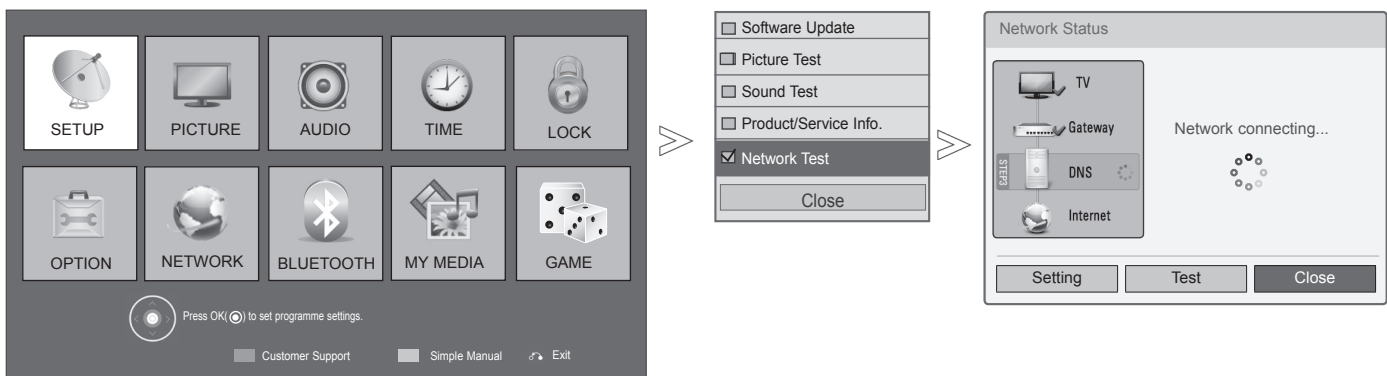 SETUP
PICTURE
AUDIO
TIME
LOCK
OPTION
NETWORK
BLUETOOTH
MY MEDIA
GAME
Press OK( ) to set programme settings.
Customer Support
Simple Manual
Exit
Software Update
Picture Test
Sound Test
Product/Service Info.
Network Test
Close
Network Status
TV
Gateway
STEP3
DNS
Internet
Network connecting...
Setting
Test
Close